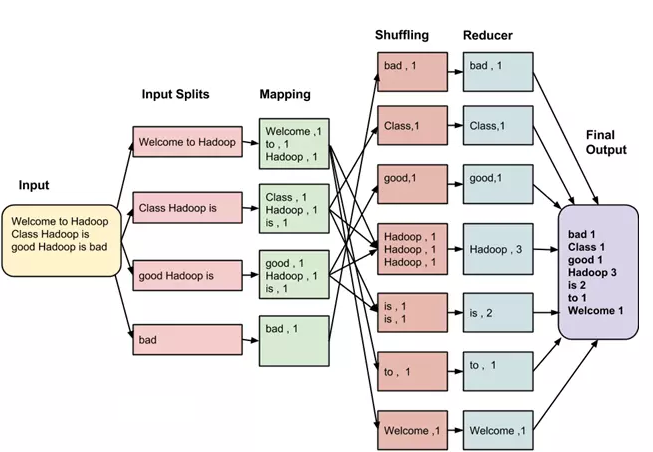 Input
Welcome to Hadoop
Class Hadoop is
good Hadoop is bad
Input Splits
Welcome to Hadoop
Class Hadoop is
good Hadoop is
bad
Mapping
Welcome ,1
to , 1
Hadoop , 1
Class , 1
Hadoop , 1
is , 1
good , 1
Hadoop , 1
is , 1
bad , 1
Shuffling
bad , 1
Class,1
good,1
Hadoop , 1
Hadoop , 1
Hadoop , 1
is , 1
is , 1
to , 1
Welcome ,1
Reducer
bad , 1
Class,1
good,1
Hadoop , 3
is , 2
to , 1
Welcome ,1
Final
Output
bad 1
Class 1
good 1
Hadoop 3
is 2
to 1
Welcome 1